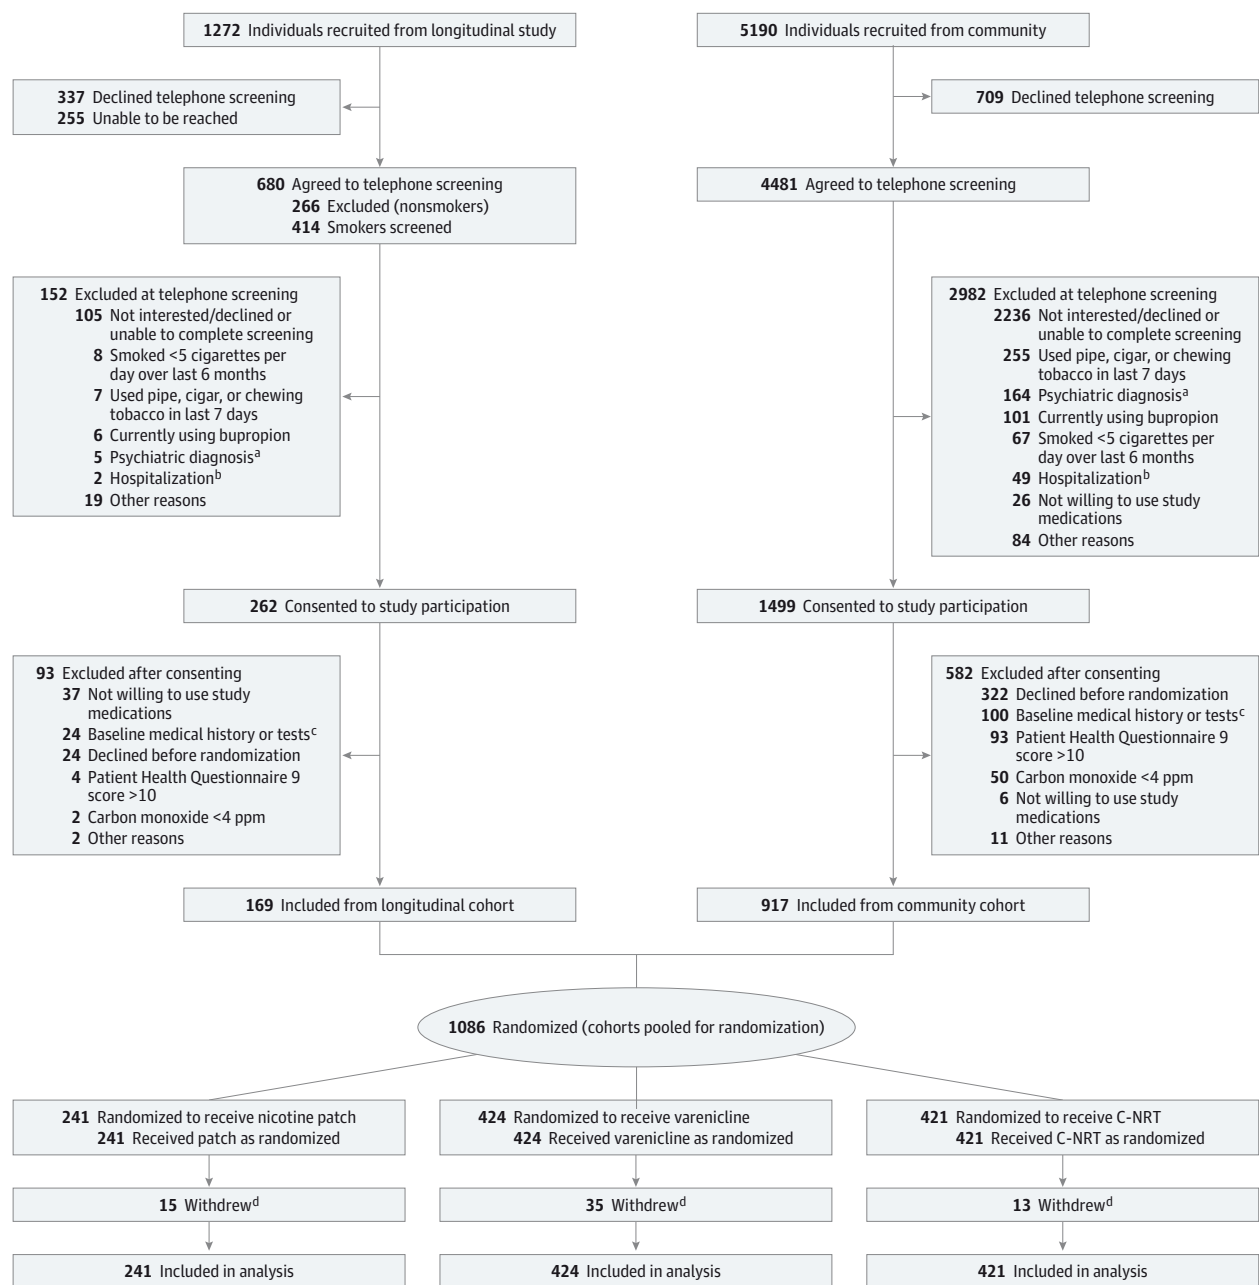 1272 Individuals recruited from longitudinal study
5190 Individuals recruited from community
337 Declined telephone screening
255 Unable to be reached
709 Declined telephone screening
680 Agreed to telephone screening
266 Excluded (nonsmokers)
414 Smokers screened
4481 Agreed to telephone screening
152 Excluded at telephone screening
105 Not interested/declined or
unable to complete screening
8 Smoked <5 cigarettes per
day over last 6 months
7 Used pipe, cigar, or chewing
tobacco in last 7 days
6 Currently using bupropion
5 Psychiatric diagnosisa
2 Hospitalizationb
19 Other reasons
2982 Excluded at telephone screening
2236 Not interested/declined or
unable to complete screening
255 Used pipe, cigar, or chewing
tobacco in last 7 days
164 Psychiatric diagnosisa
101 Currently using bupropion
67 Smoked <5 cigarettes per
day over last 6 months
49 Hospitalizationb
26 Not willing to use study
medications
84 Other reasons
262 Consented to study participation
1499 Consented to study participation
93 Excluded after consenting
37 Not willing to use study
medications
24 Baseline medical history or testsc
24 Declined before randomization
4 Patient Health Questionnaire 9
score >10
2 Carbon monoxide <4 ppm
2 Other reasons
582 Excluded after consenting
322 Declined before randomization
100 Baseline medical history or testsc
93 Patient Health Questionnaire 9
score >10
50 Carbon monoxide <4 ppm
6 Not willing to use study
medications
11 Other reasons
169 Included from longitudinal cohort
917 Included from community cohort
1086 Randomized (cohorts pooled for randomization)
241 Randomized to receive nicotine patch
241 Received patch as randomized
424 Randomized to receive varenicline
424 Received varenicline as randomized
421 Randomized to receive C-NRT
421 Received C-NRT as randomized
15 Withdrewd
35 Withdrewd
13 Withdrewd
241 Included in analysis
424 Included in analysis
421 Included in analysis